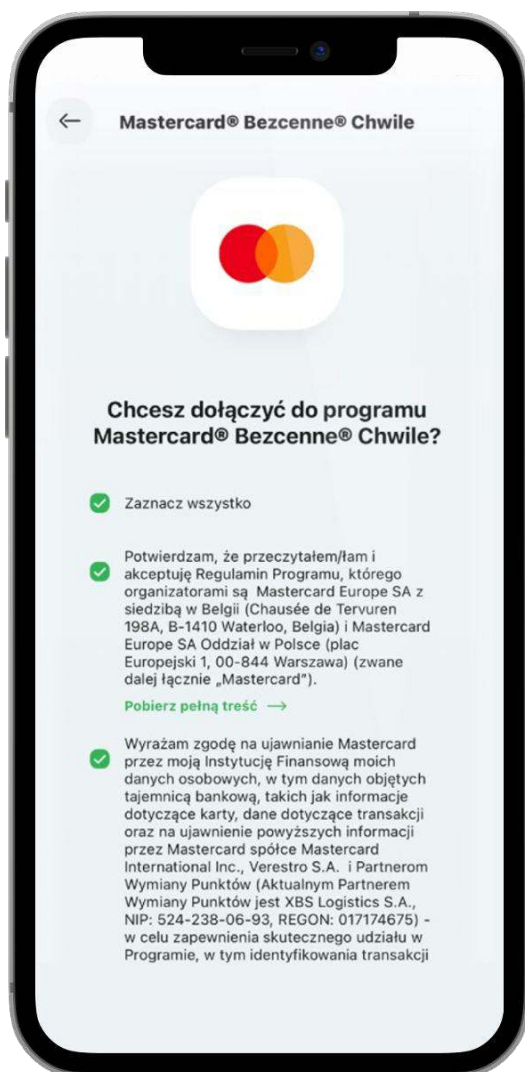 Mastercard® Bezcenne® Chwile
Chcesz dołączyć do programu
Mastercard® Bezcenne® Chwile?
Zaznacz wszystko
Potwierdzam, że przeczytałem/łam i
akceptuję Regulamin Programu, którego
organizatorami są Mastercard Europe SA z
siedzibą w Belgii (Chausée de Tervuren
198A, B-1410 Waterloo, Belgia) i Mastercard
Europe SA Oddział w Polsce (plac
Europejski 1, 00-844 Warszawa) (zwane
dalej łącznie „Mastercard”).
Pobierz pełną treść
Wyrażam zgodę na ujawnianie Mastercard
przez moją Instytucję Finansową moich
danych osobowych, w tym danych objętych
tajemnicą bankową, takich jak informacje
dotyczące karty, dane dotyczące transakcji
oraz na ujawnienie powyższych informacji
przez Mastercard spółce Mastercard
International Inc., Verestro S.A. i Partnerom
Wymiany Punktów (Aktualnym Partnerem
Wymiany Punktów jest XBS Logistics S.A.,
NIP: 524-238-06-93, REGON: 017174675) -
w celu zapewnienia skutecznego udziału w
Programie, w tym identyfikowania transakcji